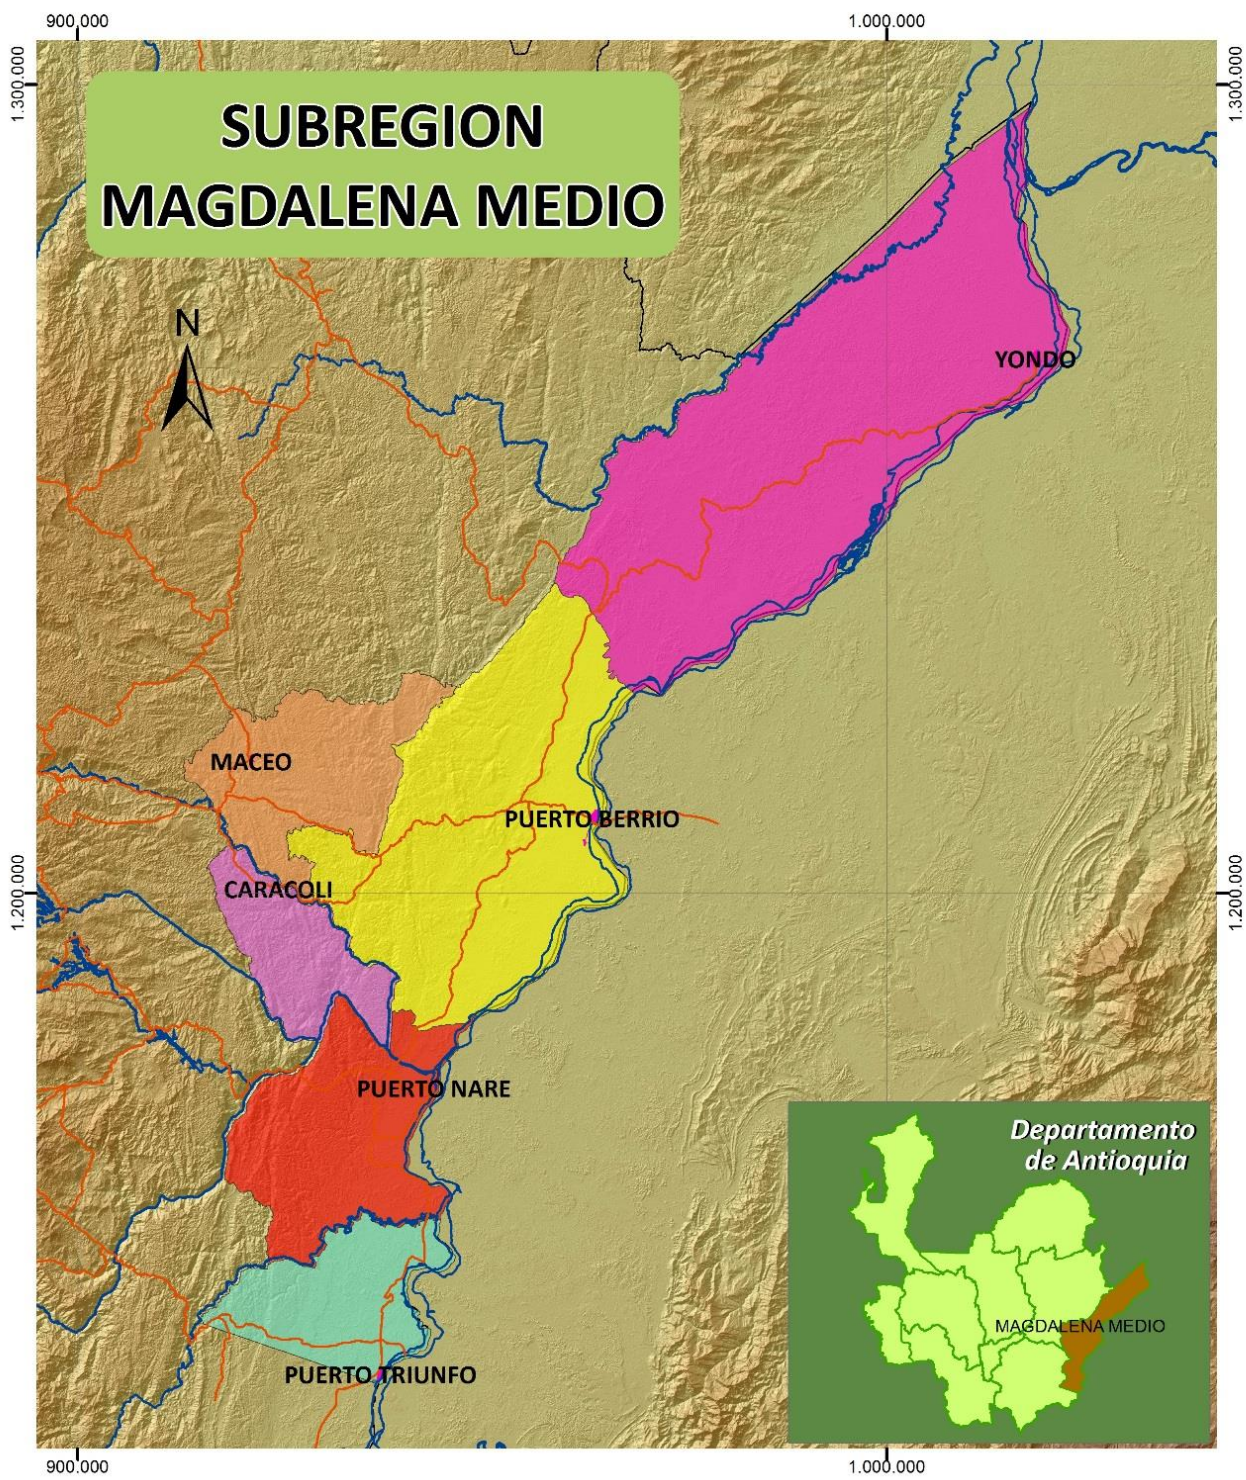 900.000
1.000.000
1.300.000
1.300.000
SUBREGION
MAGDALENA MEDIO
N
YONDO
MACEO
PUERTO BERRIO
CARACOLI
1.200.000
1.200.000
PUERTO NARE
Departamento
de Antioquia
MAGDALENA MEDIO
PUERTO TRIUNFO
900.000
1.000.000